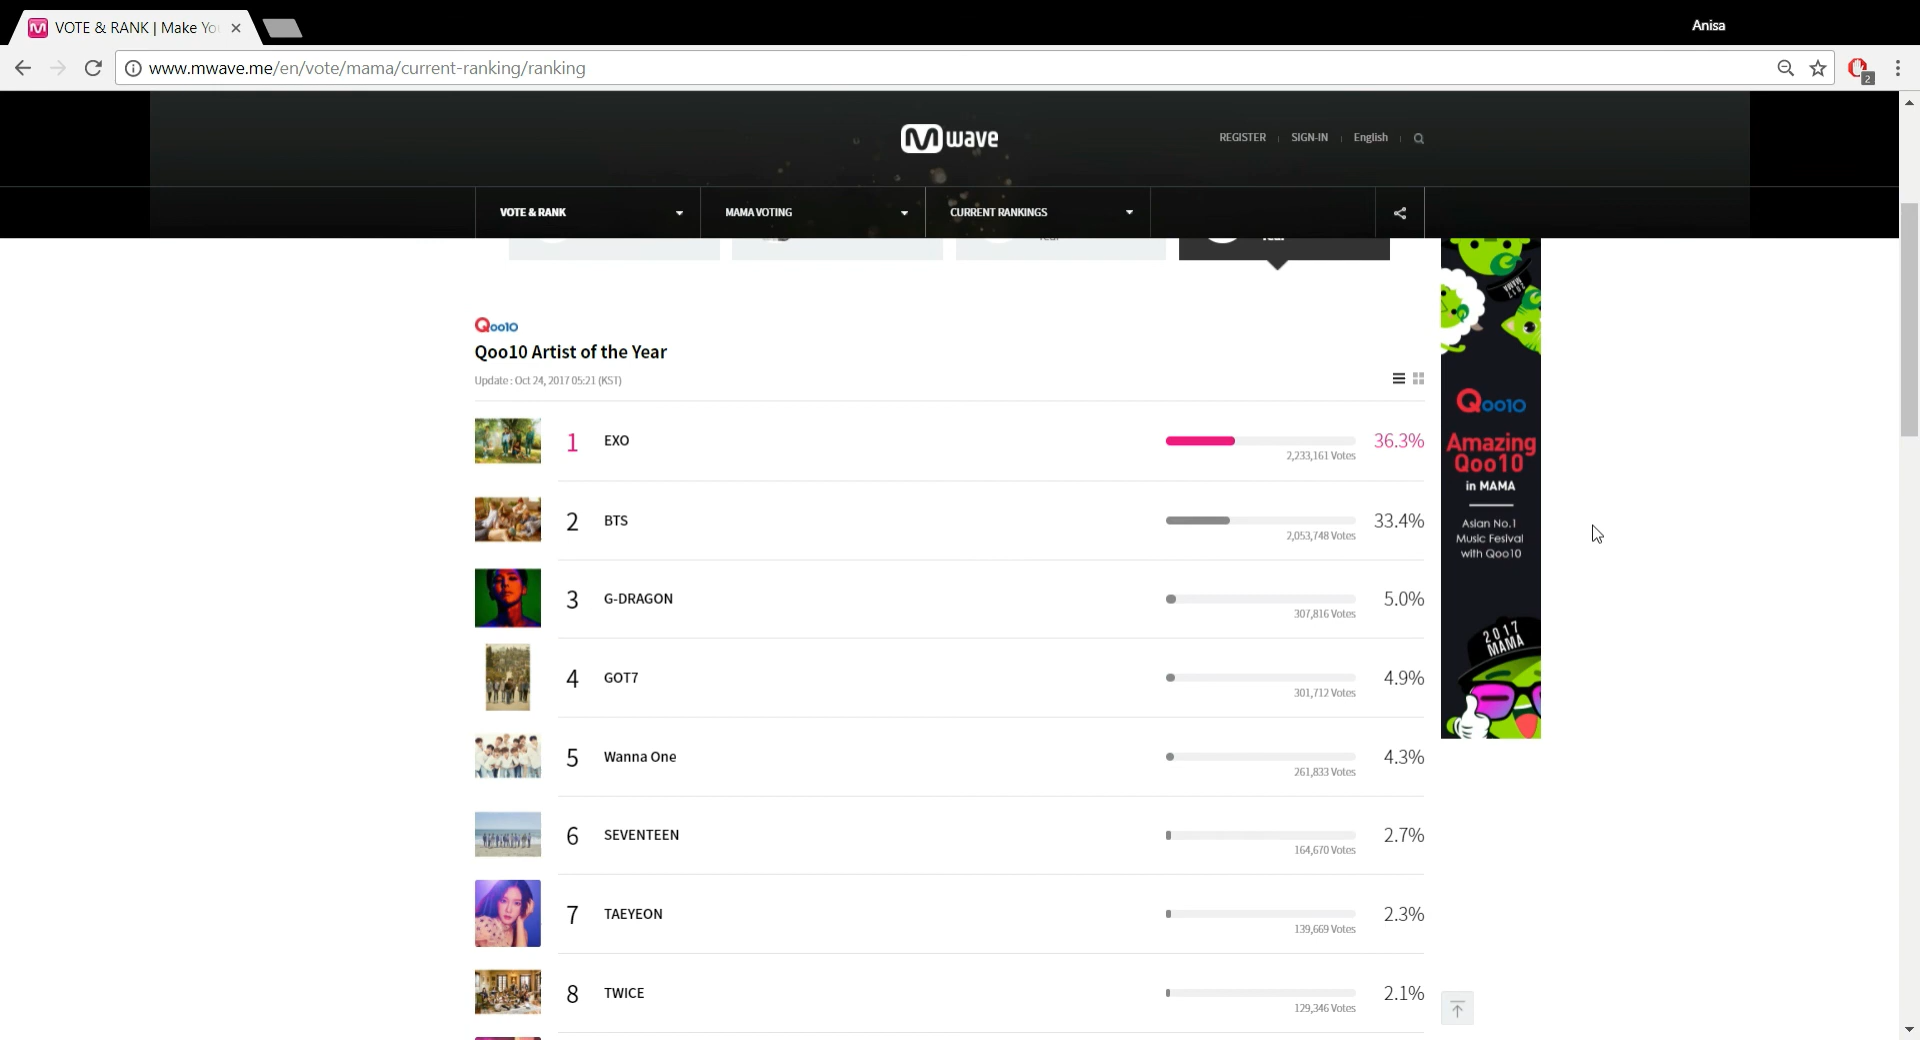 VOTE & RANK | Make Yo
Anisa
www.mwave.me/en/vote/mama/current-ranking/ranking
2
M wave
REGISTER
SIGN-IN
English
VOTE & RANK
MAMA VOTING
CURRENT RANKINGS
Qoo10
Qoo10 Artist of the Year
Update : Oct 24, 2017 05:21 (KST)
1 EXO 36.3%
2,233,161 Votes
2 BTS 33.4%
2,053,748 Votes
3 G-DRAGON 5.0%
307,816 Votes
4 GOT7 4.9%
301,712 Votes
5 Wanna One 4.3%
261,833 Votes
6 SEVENTEEN 2.7%
164,670 Votes
7 TAEYEON 2.3%
139,669 Votes
8 TWICE 2.1%
129,346 Votes
Qoo10
Amazing
Qoo10
in MAMA
Asian No.1
Music Fesival
with Qoo10
2017
MAMA